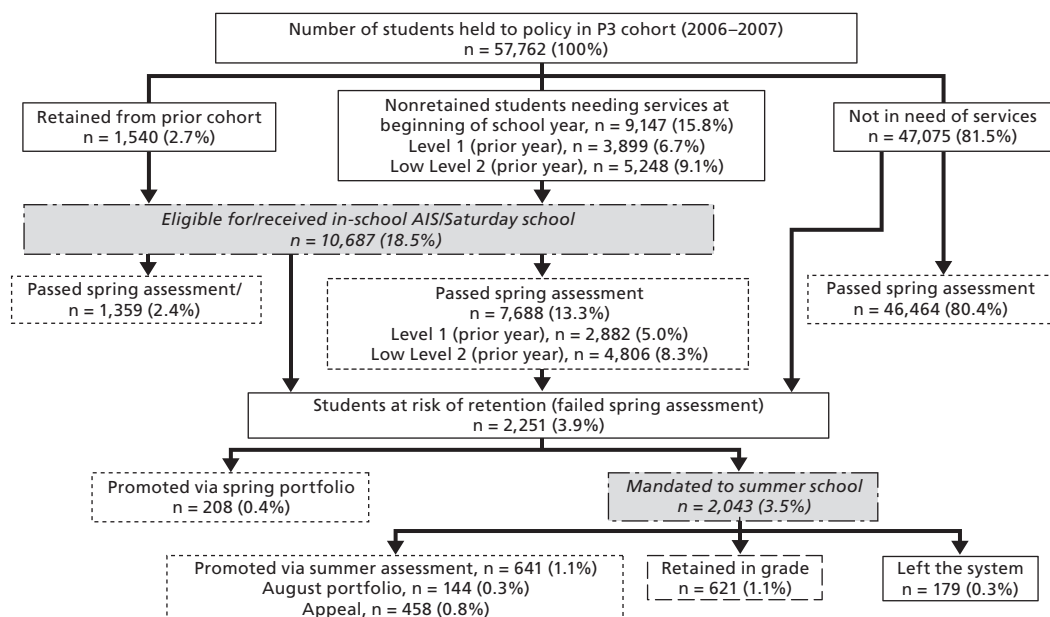 Number of students held to policy in P3 cohort (2006–2007)
n = 57,762 (100%)
Retained from prior cohort
n = 1,540 (2.7%)
Nonretained students needing services at
beginning of school year, n = 9,147 (15.8%)
Level 1 (prior year), n = 3,899 (6.7%)
Low Level 2 (prior year), n = 5,248 (9.1%)
Not in need of services
n = 47,075 (81.5%)
Eligible for/received in-school AIS/Saturday school
n = 10,687 (18.5%)
Passed spring assessment/
n = 1,359 (2.4%)
Passed spring assessment
n = 7,688 (13.3%)
Level 1 (prior year), n = 2,882 (5.0%)
Low Level 2 (prior year), n = 4,806 (8.3%)
Passed spring assessment
n = 46,464 (80.4%)
Students at risk of retention (failed spring assessment)
n = 2,251 (3.9%)
Promoted via spring portfolio
n = 208 (0.4%)
Mandated to summer school
n = 2,043 (3.5%)
Promoted via summer assessment, n = 641 (1.1%)
August portfolio, n = 144 (0.3%)
Appeal, n = 458 (0.8%)
Retained in grade
n = 621 (1.1%)
Left the system
n = 179 (0.3%)